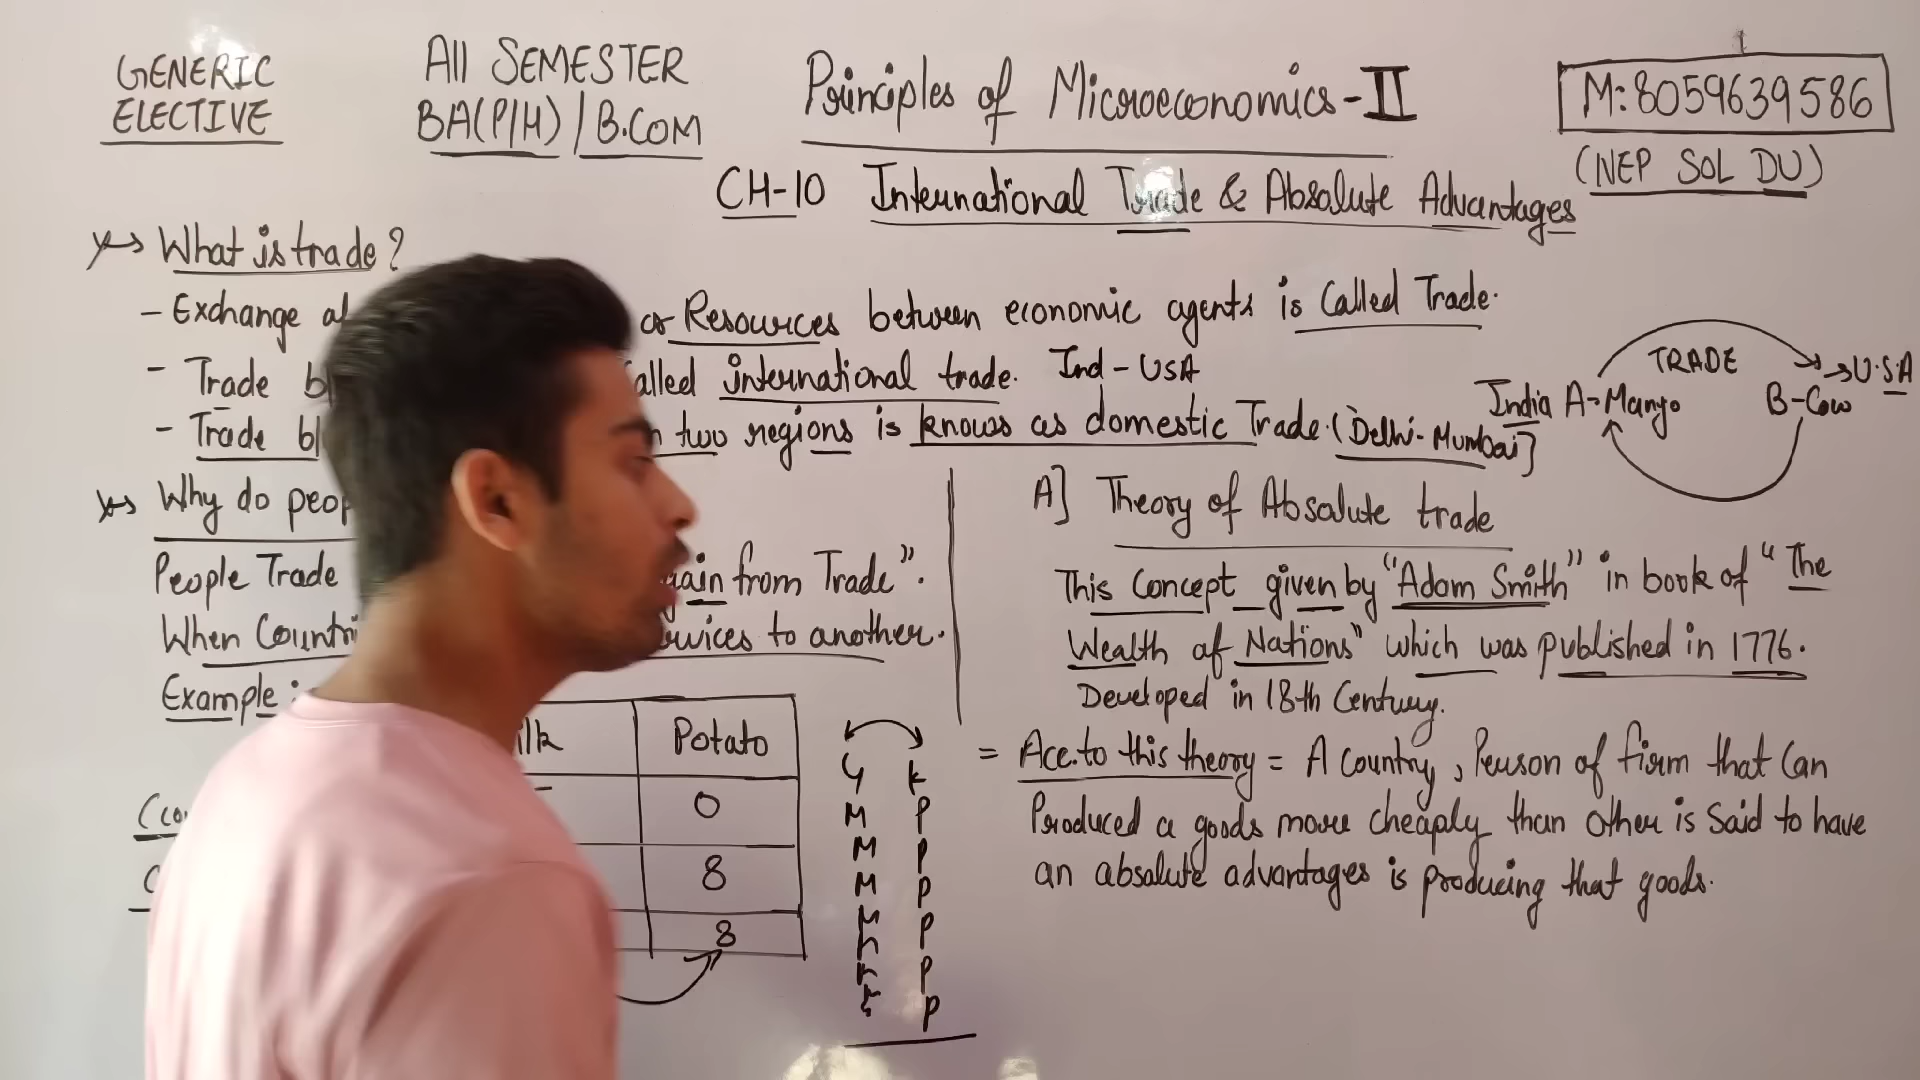 GENERIC
ELECTIVE
All SEMESTER
BA(P/H) / B.COM
Principles of Microeconomics-II
M: 8059639586
(NEP SOL DU)
CH-10 International Trade & Absolute Advantages
What is trade?
- Exchange of or Resources between economic agents is Called Trade.
- Trade international trade. Ind - USA
- Trade two regions is knows as domestic Trade. (Delhi-Mumbai]
TRADE
India A-Mango B-Cow → U.S.A
Why do
People Trade from Trade".
When to another.
Example
Potato
0
8
8
G K
M P
M P
M P
M P
P
P
A] Theory of Absolute trade
This Concept given by "Adam Smith" in book of "The
Wealth of Nations" which was published in 1776.
Developed in 18th Century.
= Acc. to this theory = A country, Person of firm that Can
Produced a goods more cheaply than other is Said to have
an absolute advantages is producing that goods.